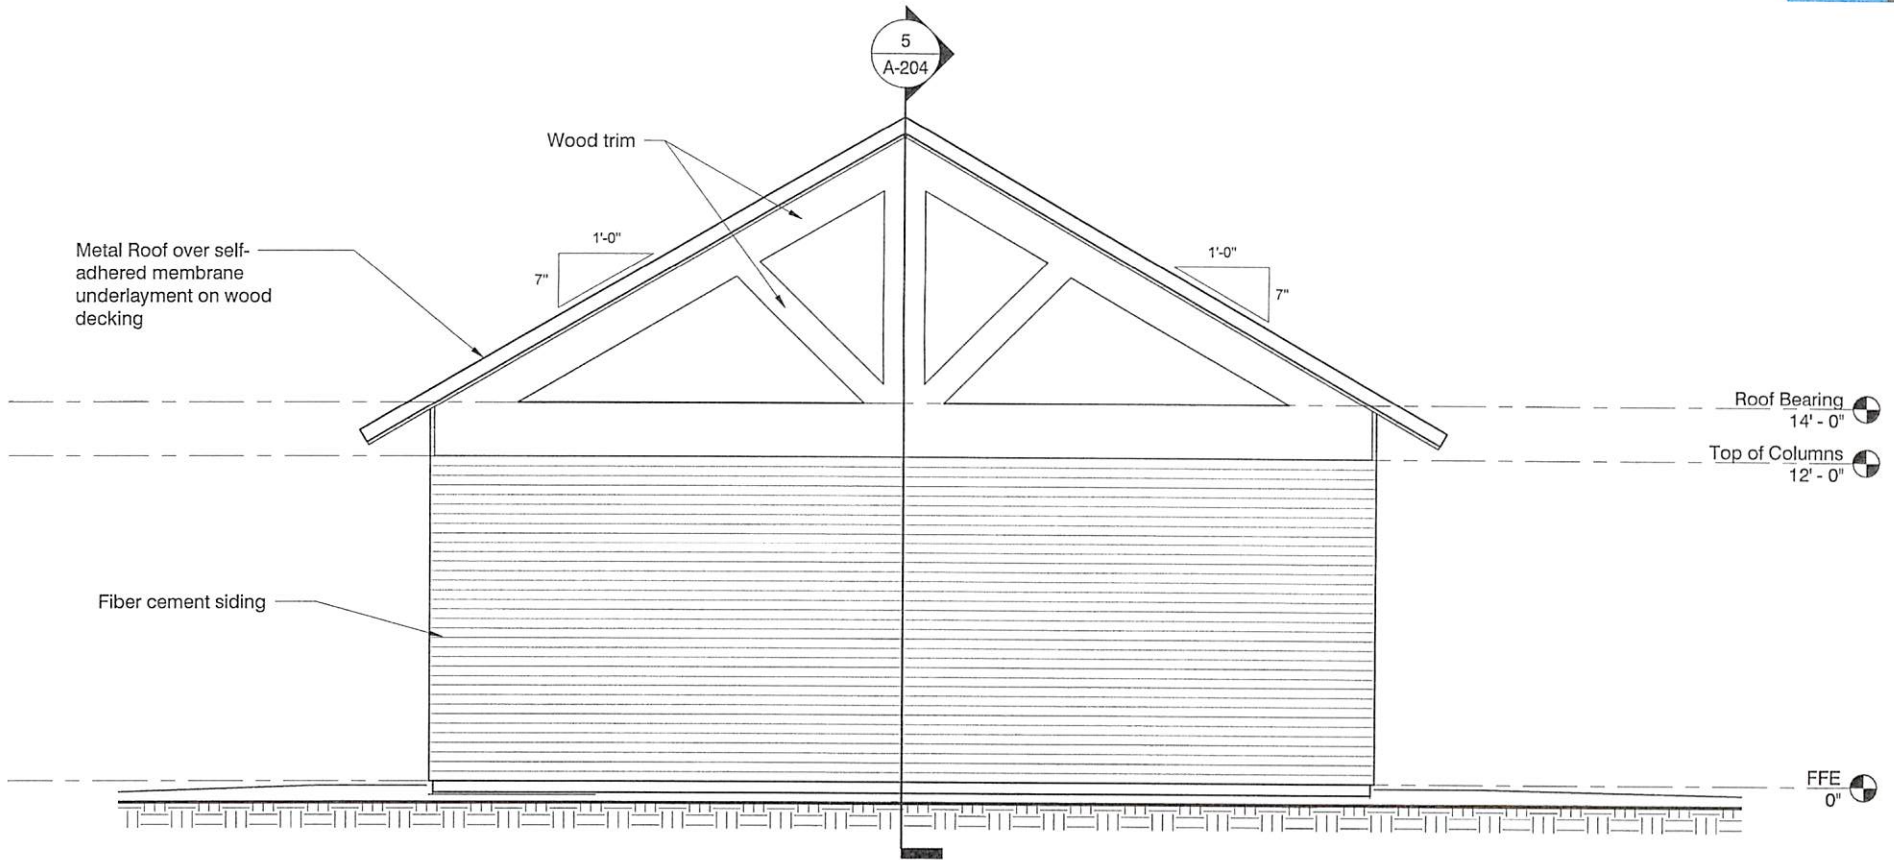 5
A-204
Wood trim
Metal Roof over self-
adhered membrane
underlayment on wood
decking
1'-0"
7"
1'-0"
7"
Roof Bearing
14' - 0"
Top of Columns
12' - 0"
Fiber cement siding
FFE
0"